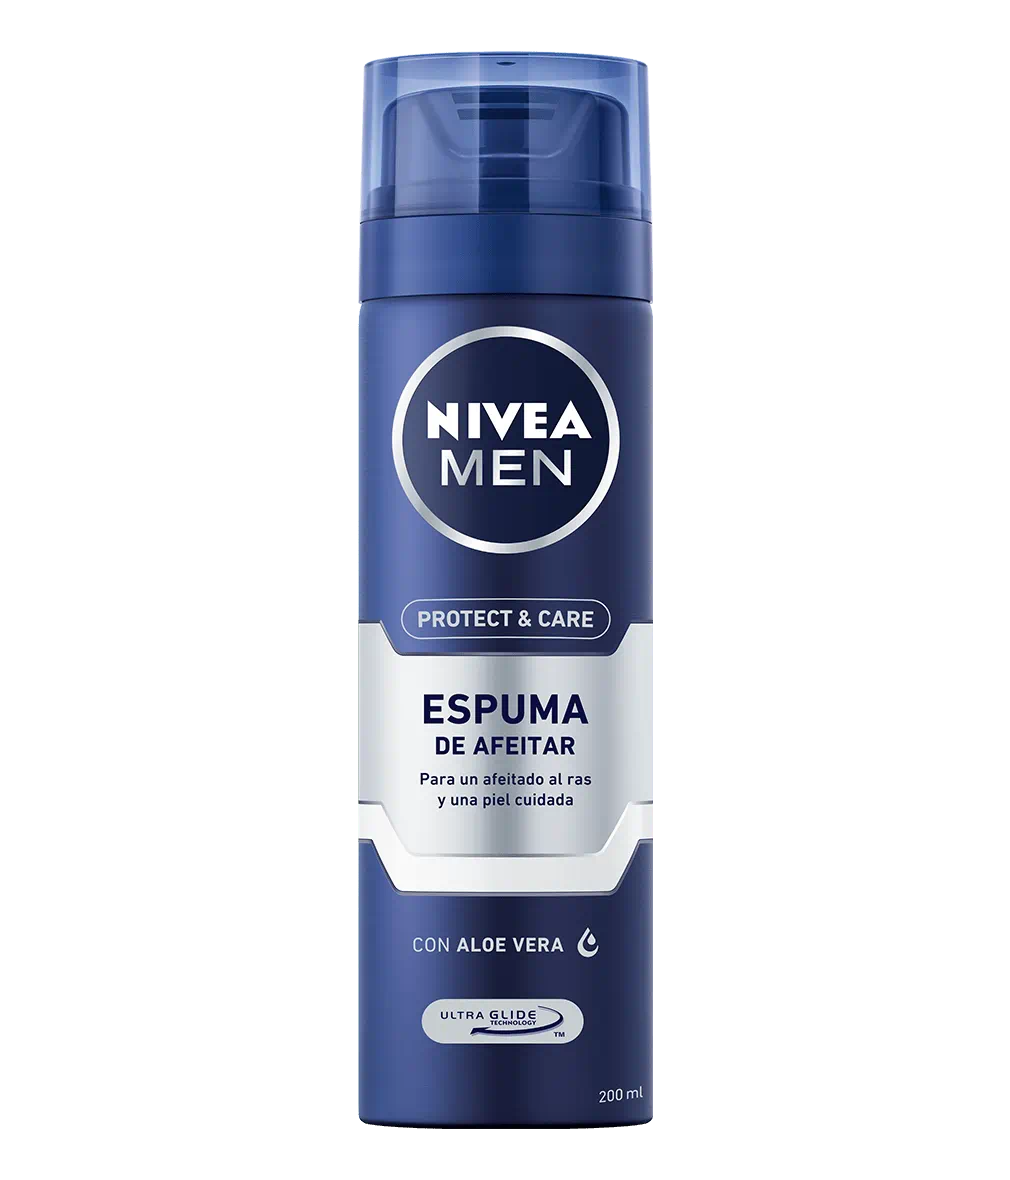 NIVEA
MEN
PROTECT & CARE
ESPUMA
DE AFEITAR
Para un afeitado al ras
y una piel cuidada
CON ALOE VERA
ULTRA GLIDE
TECHNOLOGY
™
200 ml